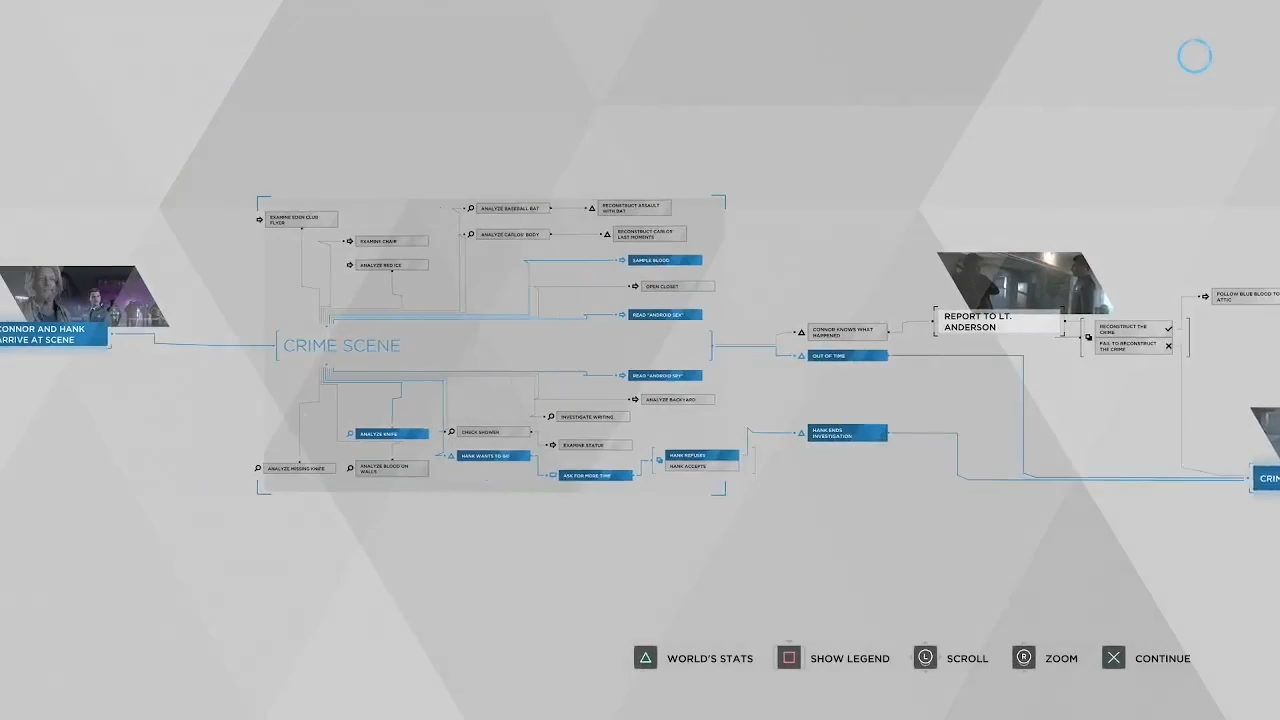 CONNOR AND HANK
ARRIVE AT SCENE
EXAMINE EDEN CLUB
FLYER
EXAMINE CHAIR
ANALYZE RED ICE
ANALYZE BASEBALL BAT
RECONSTRUCT ASSAULT
WITH BAT
ANALYZE CARLOS' BODY
RECONSTRUCT CARLOS'
LAST MOMENTS
SAMPLE BLOOD
OPEN CLOSET
READ "ANDROID SEX"
CRIME SCENE
READ "ANDROID SPY"
ANALYZE BACKYARD
INVESTIGATE WRITING
ANALYZE KNIFE
CHECK SHOWER
EXAMINE STATUE
HANK WANTS TO GO
ANALYZE MISSING KNIFE
ANALYZE BLOOD ON
WALLS
ASK FOR MORE TIME
HANK REFUSES
HANK ACCEPTS
CONNOR KNOWS WHAT
HAPPENED
OUT OF TIME
HANK ENDS
INVESTIGATION
REPORT TO LT.
ANDERSON
RECONSTRUCT THE
CRIME
FAIL TO RECONSTRUCT
THE CRIME
FOLLOW BLUE BLOOD TO
ATTIC
CRIM
WORLD'S STATS
SHOW LEGEND
L
SCROLL
R
ZOOM
CONTINUE